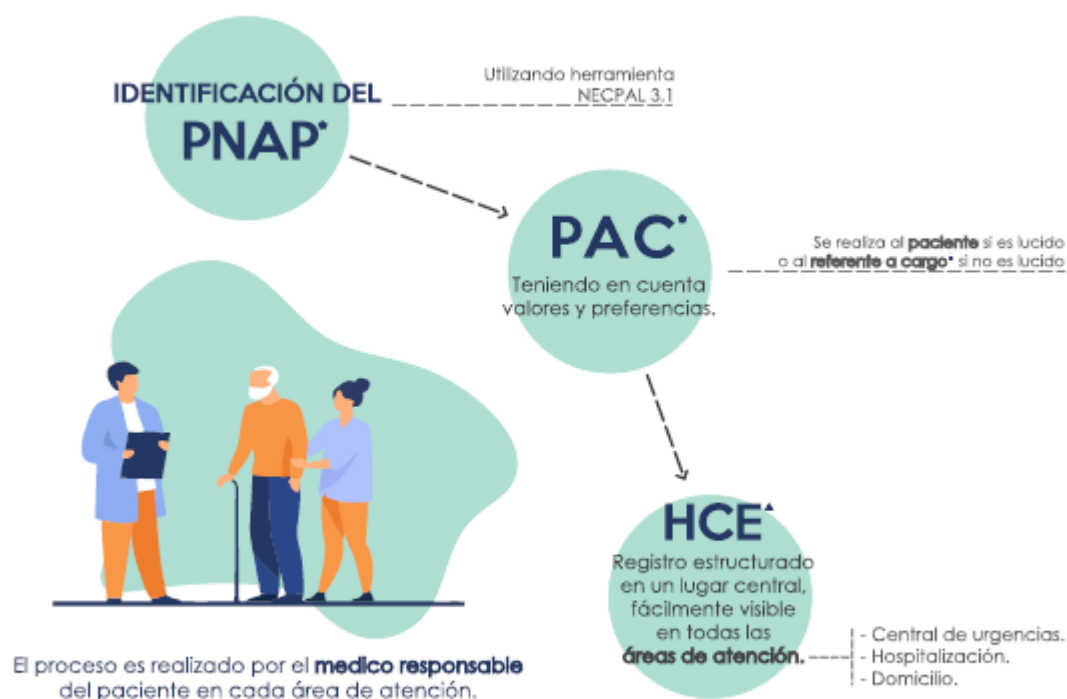 IDENTIFICACIÓN DEL
PNAP*
Utilizando herramienta
NECPAL 3.1
PAC*
Teniendo en cuenta
valores y preferencias.
Se realiza al paciente si es lucido
o al referente a cargo* si no es lucido
HCE▲
Registro estructurado
en un lugar central,
fácilmente visible
en todas las
áreas de atención.
- Central de urgencias.
- Hospitalización.
- Domicilio.
El proceso es realizado por el medico responsable
del paciente en cada área de atención.